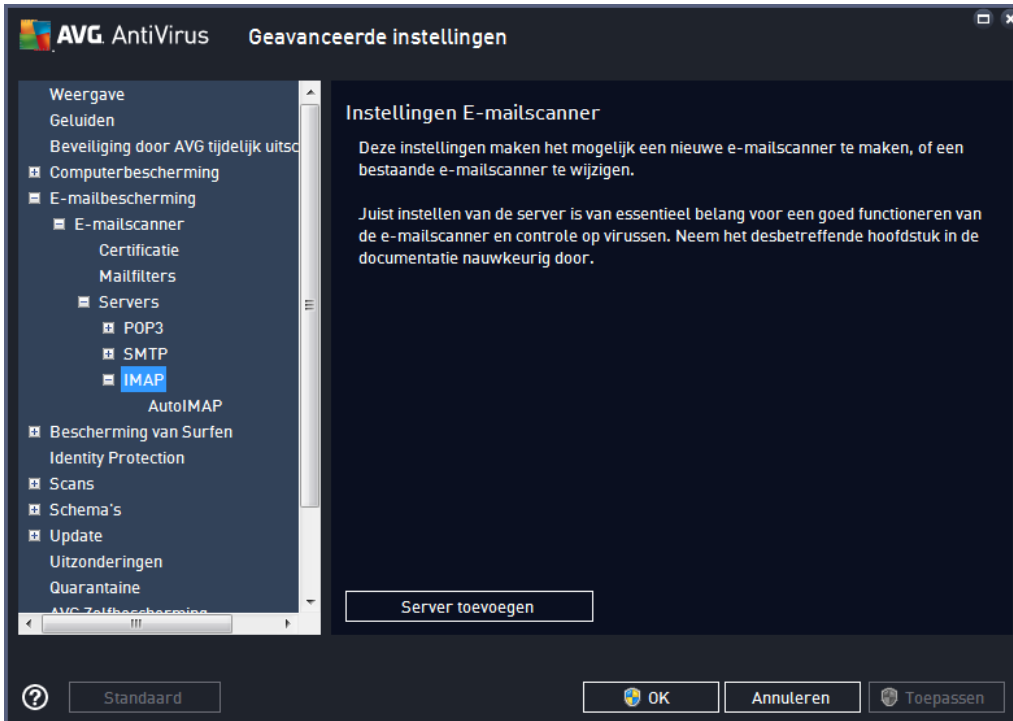 AVG. AntiVirus Geavanceerde instellingen
Weergave
Geluiden
Beveiliging door AVG tijdelijk uitsc
Computerbescherming
E-mailbescherming
E-mailscanner
Certificatie
Mailfilters
Servers
POP3
SMTP
IMAP
AutoIMAP
Bescherming van Surfen
Identity Protection
Scans
Schema's
Update
Uitzonderingen
Quarantaine
AVG Zelfbescherming
Instellingen E-mailscanner
Deze instellingen maken het mogelijk een nieuwe e-mailscanner te maken, of een
bestaande e-mailscanner te wijzigen.
Juist instellen van de server is van essentieel belang voor een goed functioneren van
de e-mailscanner en controle op virussen. Neem het desbetreffende hoofdstuk in de
documentatie nauwkeurig door.
Server toevoegen
? Standaard OK Annuleren Toepassen